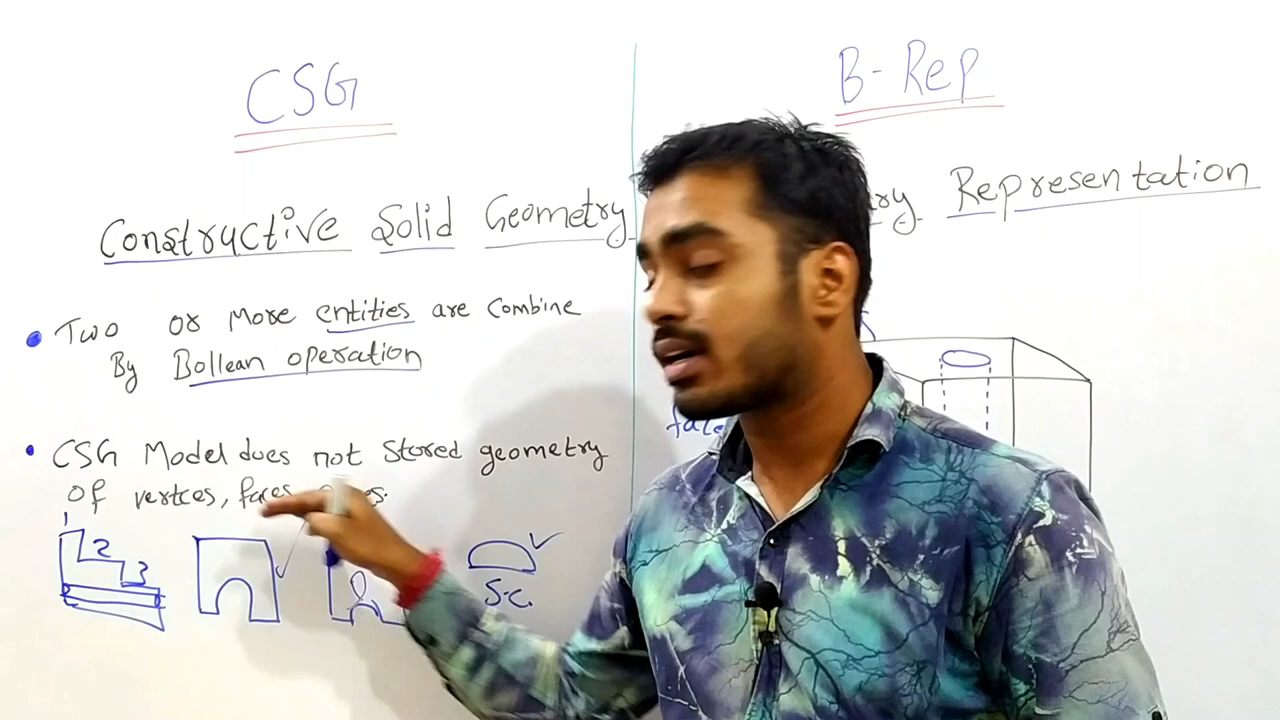 CSG
Constructive Solid Geometry
Two or more entities are combine
By Bollean operation
CSG Model does not stored geometry
of vertces, faces
1
2
3
S.C.
B-Rep
Representation